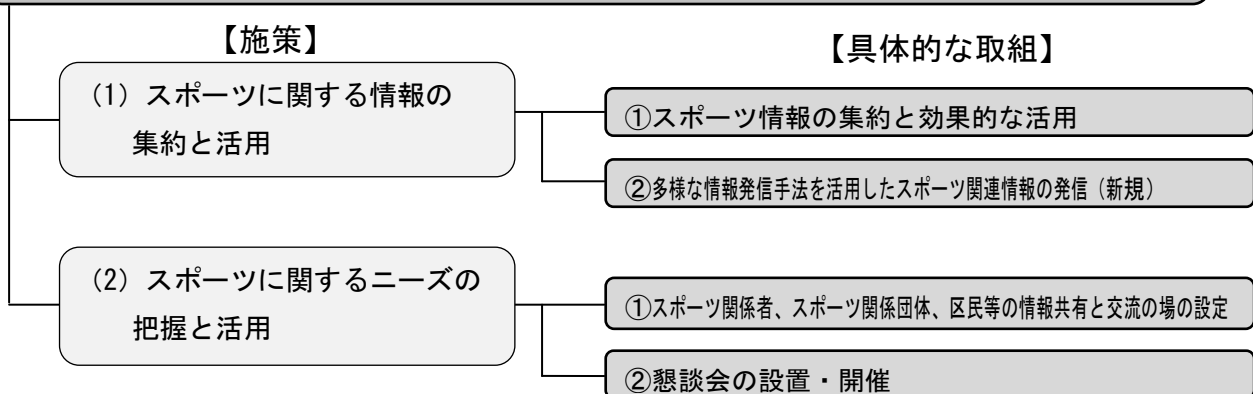 【施策】
【具体的な取組】
(1) スポーツに関する情報の
集約と活用
①スポーツ情報の集約と効果的な活用
②多様な情報発信手法を活用したスポーツ関連情報の発信（新規）
(2) スポーツに関するニーズの
把握と活用
①スポーツ関係者、スポーツ関係団体、区民等の情報共有と交流の場の設定
②懇談会の設置・開催